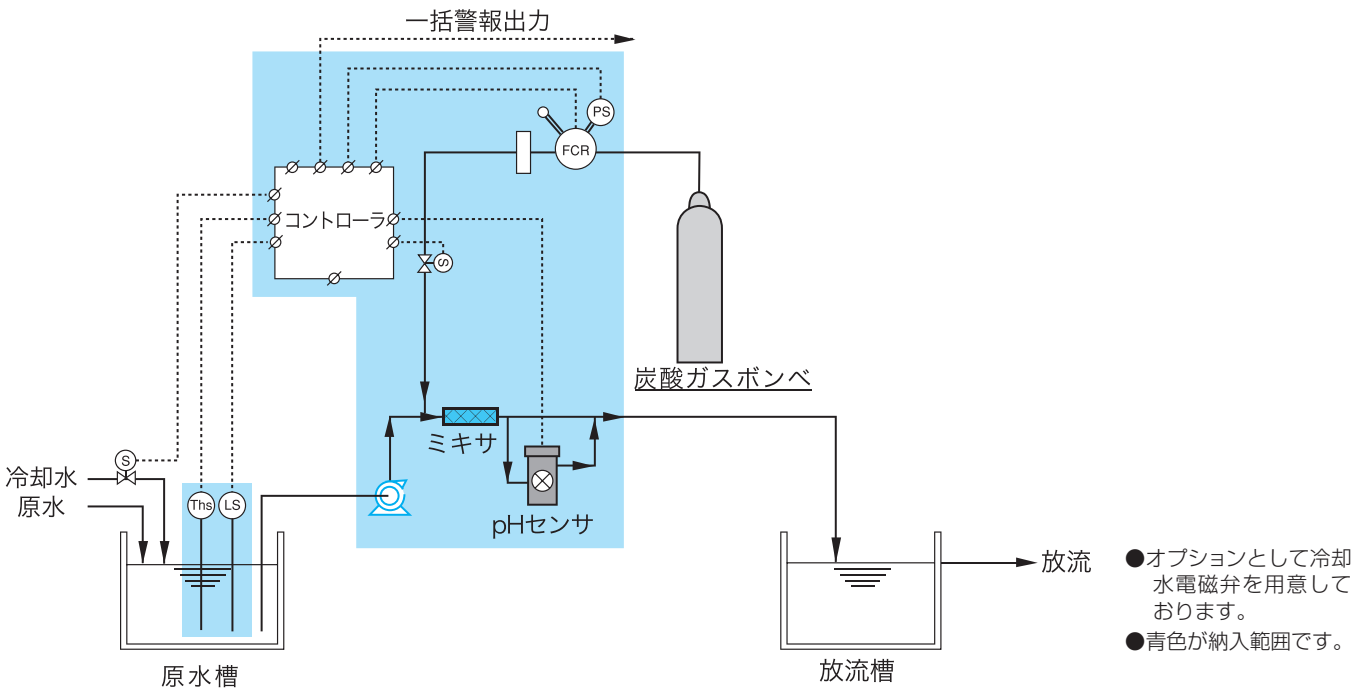 一括警報出力
PS
FCR
コントローラ
S
炭酸ガスボンベ
ミキサ
S
冷却水
原水
Ths
LS
pHセンサ
放流
●オプションとして冷却
水電磁弁を用意して
おります。
●青色が納入範囲です。
原水槽
放流槽